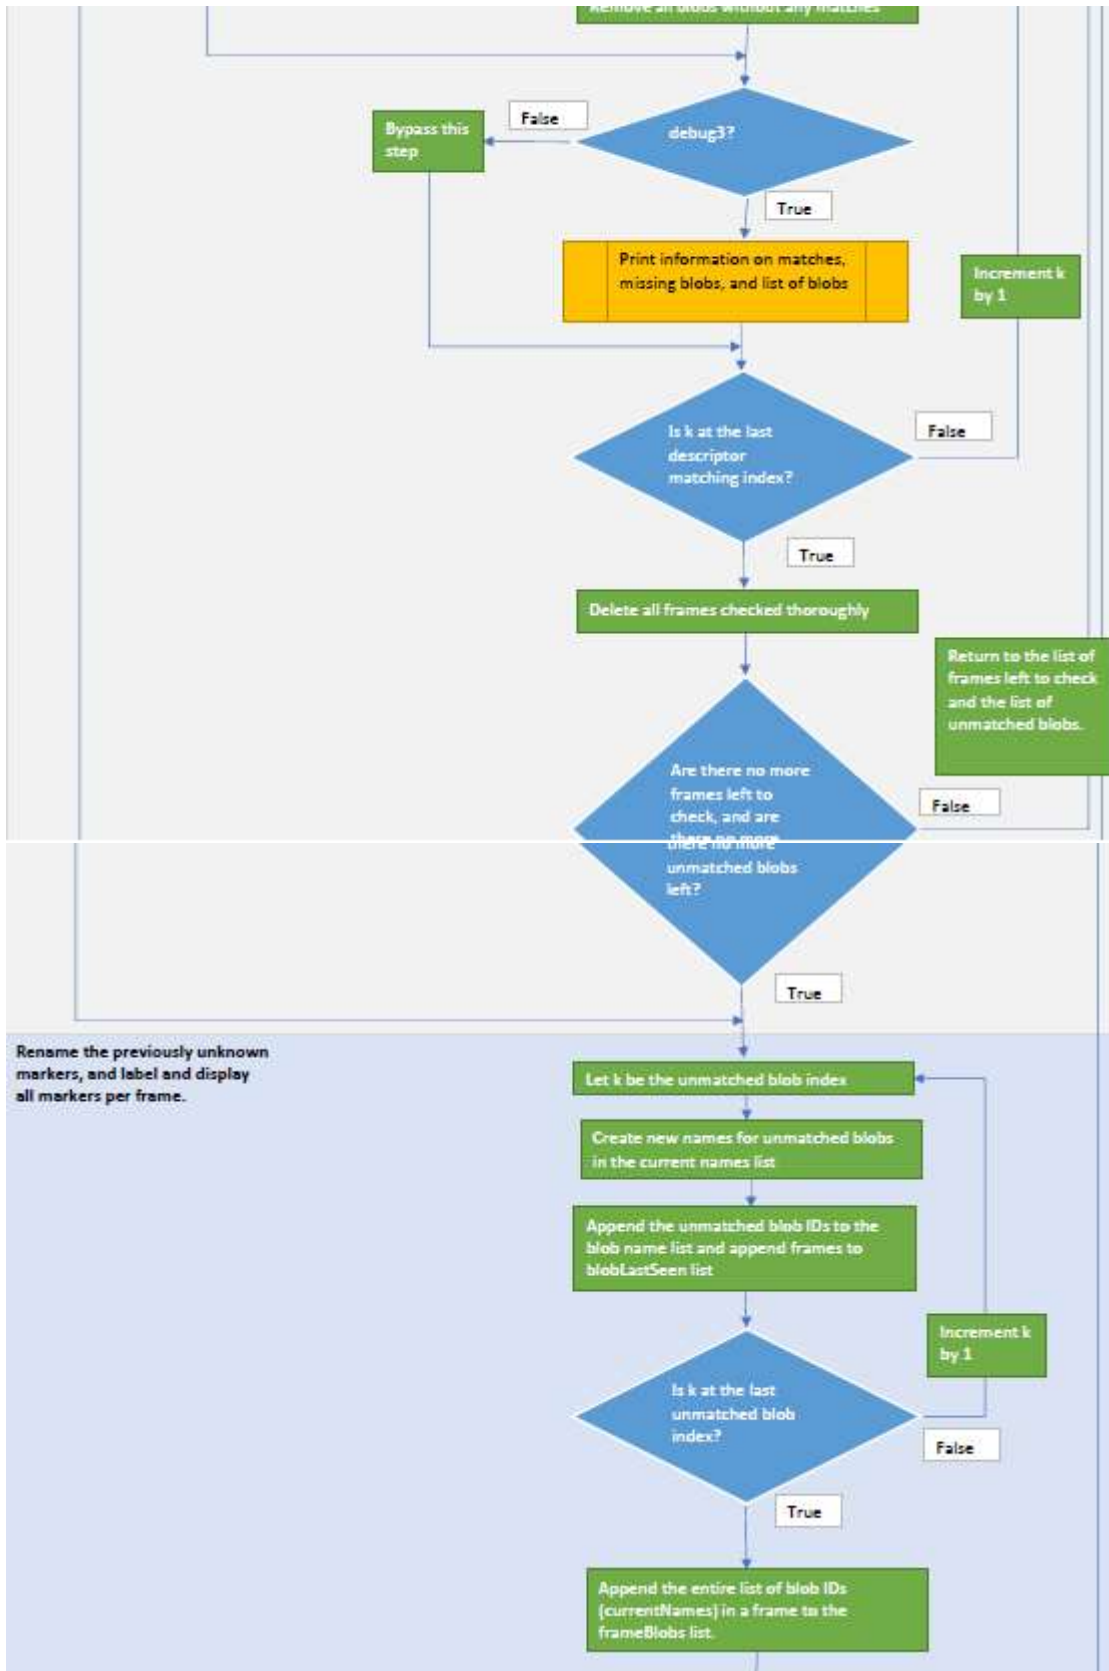 Remove all blobs without any matches
debug3?
False
Bypass this
step
True
Print information on matches,
missing blobs, and list of blobs
Increment k
by 1
Is k at the last
descriptor
matching index?
False
True
Delete all frames checked thoroughly
Return to the list of
frames left to check
and the list of
unmatched blobs.
Are there no more
frames left to
check, and are
there no more
unmatched blobs
left?
False
True
Rename the previously unknown
markers, and label and display
all markers per frame.
Let k be the unmatched blob index
Create new names for unmatched blobs
in the current names list
Append the unmatched blob IDs to the
blob name list and append frames to
blobLastSeen list
Increment k
by 1
Is k at the last
unmatched blob
index?
False
True
Append the entire list of blob IDs
(currentNames) in a frame to the
frameBlobs list.